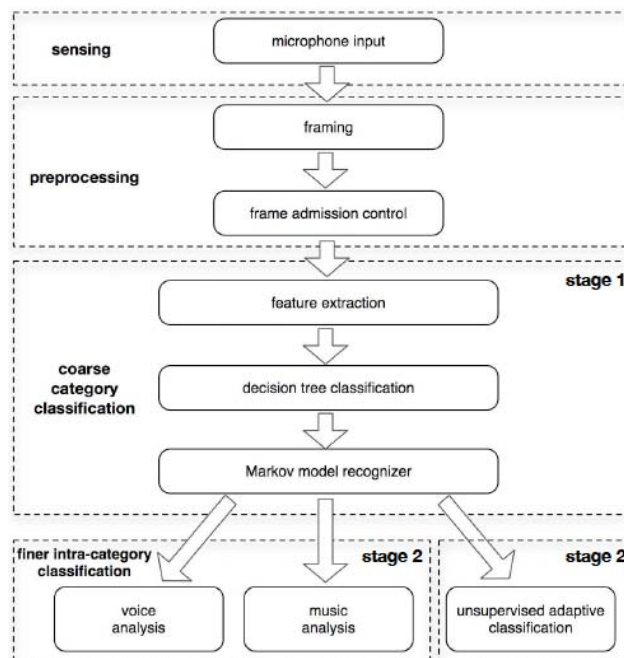 sensing
microphone input
preprocessing
framing
frame admission control
stage 1
feature extraction
coarse
category
classification
decision tree classification
Markov model recognizer
finer intra-category
classification
stage 2
stage 2
voice
analysis
music
analysis
unsupervised adaptive
classification